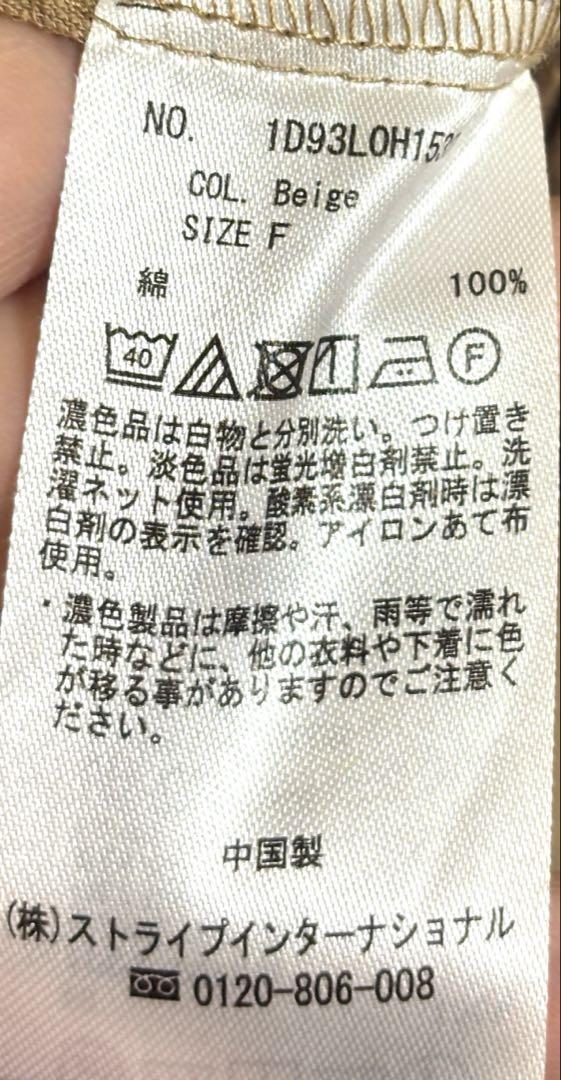 NO. 1D93L0H15
COL. Beige
SIZE F
綿 100%
40 F
濃色品は白物と分別洗い。つけ置き
禁止。淡色品は蛍光増白剤禁止。洗
濯ネット使用。酸素系漂白剤時は漂
白剤の表示を確認。アイロンあて布
使用。
・濃色製品は摩擦や汗、雨等で濡れ
た時などに、他の衣料や下着に色
が移る事がありますのでご注意く
ださい。
中国製
(株)ストライプインターナショナル
0120-806-008